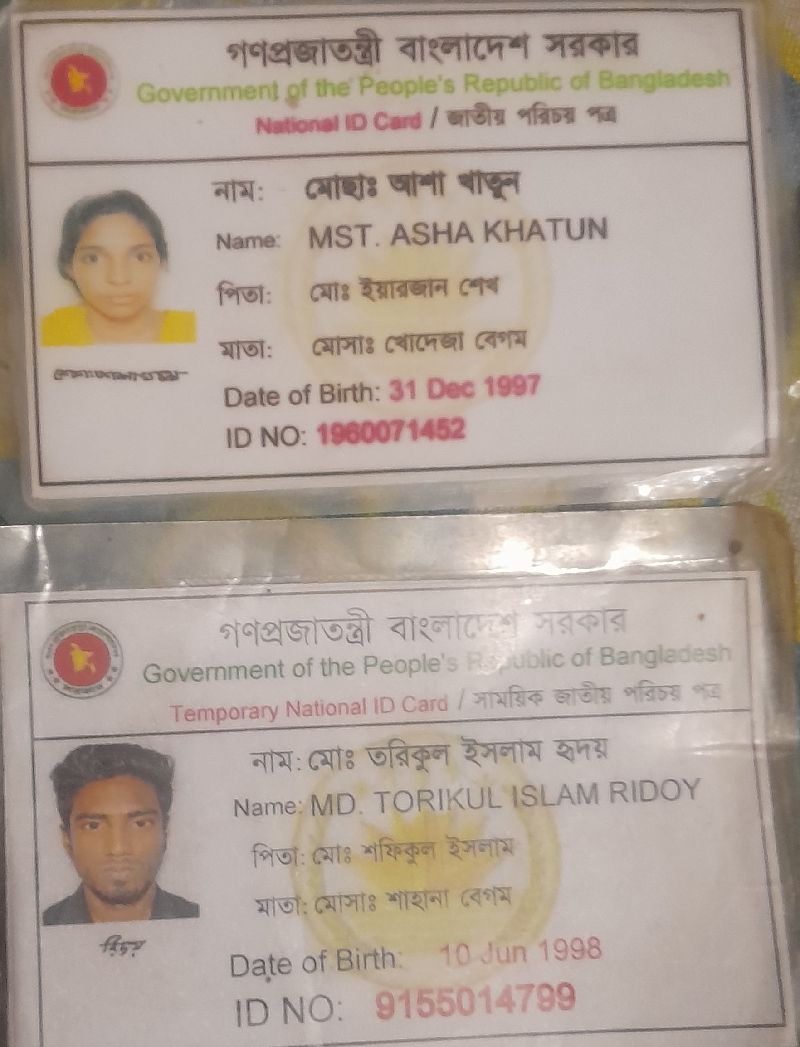 গণপ্রজাতন্ত্রী বাংলাদেশ সরকার
Government of the People's Republic of Bangladesh
National ID Card / জাতীয় পরিচয় পত্র
নাম: মোছাঃ আশা খাতুন
Name: MST. ASHA KHATUN
পিতা: মোঃ ইয়ারজান শেখ
মাতা: মোসাঃ খোদেজা বেগম
Date of Birth: 31 Dec 1997
ID NO: 1960071452
গণপ্রজাতন্ত্রী বাংলাদেশ সরকার
Government of the People's Republic of Bangladesh
Temporary National ID Card / সাময়িক জাতীয় পরিচয় পত্র
নাম: মোঃ তরিকুল ইসলাম হৃদয়
Name: MD. TORIKUL ISLAM RIDOY
পিতা: মোঃ শফিকুল ইসলাম
মাতা: মোসাঃ শাহানা বেগম
Date of Birth: 10 Jun 1998
ID NO: 9155014799